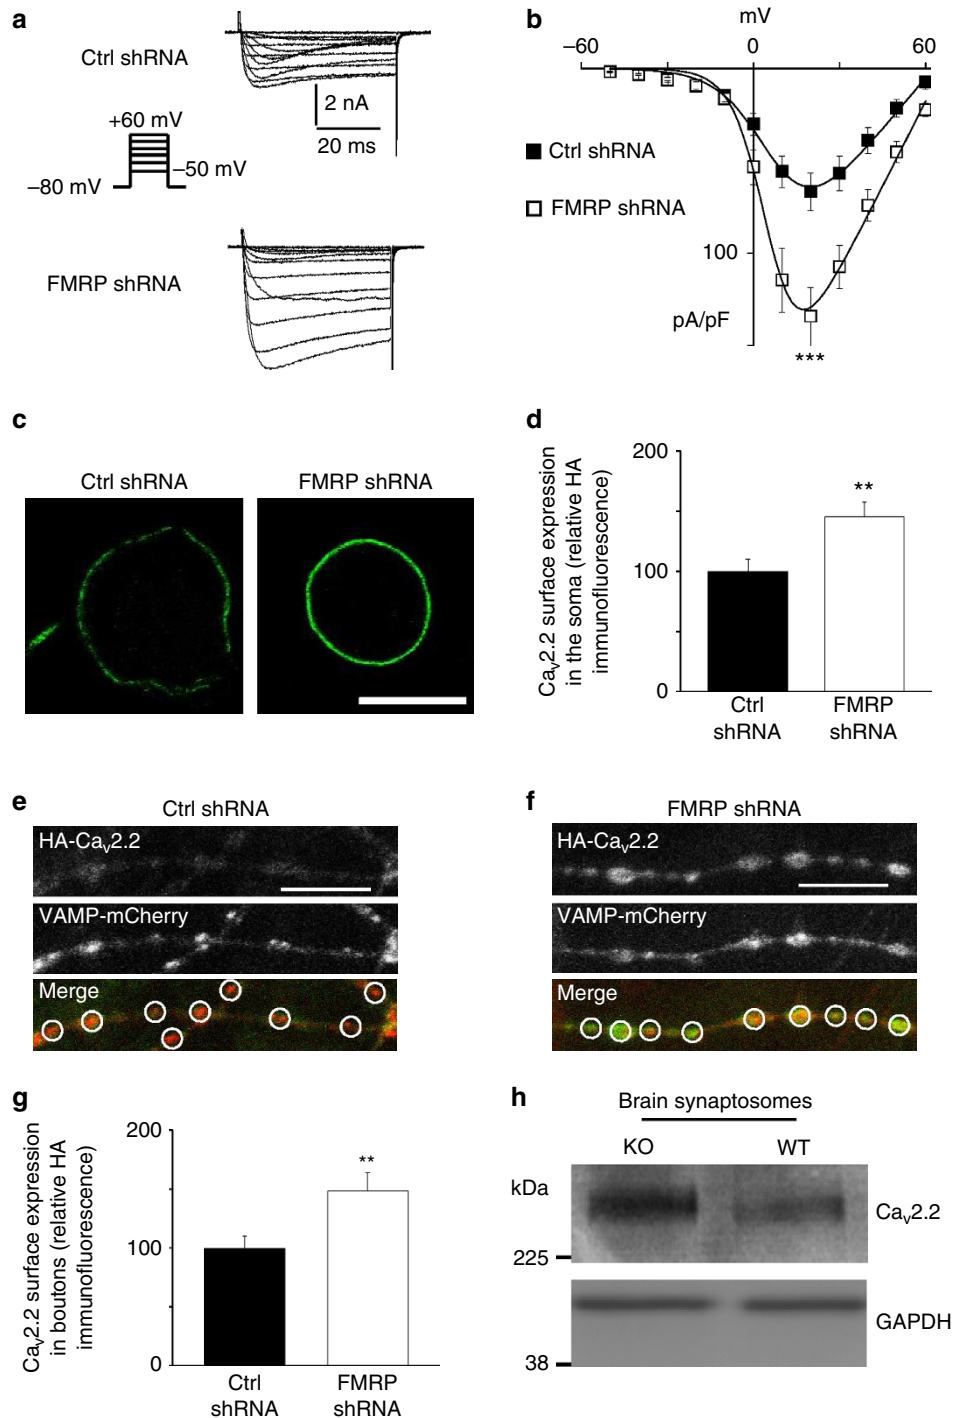 a
Ctrl shRNA
2 nA
20 ms
+60 mV
–50 mV
–80 mV
FMRP shRNA
b
mV
–60
0
60
Ctrl shRNA
FMRP shRNA
100
pA/pF
***
c
Ctrl shRNA
FMRP shRNA
d
Cav2.2 surface expression
in the soma (relative HA
immunofluorescence)
200
100
0
**
Ctrl
shRNA
FMRP
shRNA
e
Ctrl shRNA
HA-Cav2.2
VAMP-mCherry
Merge
f
FMRP shRNA
HA-Cav2.2
VAMP-mCherry
Merge
g
Cav2.2 surface expression
in boutons (relative HA
immunofluorescence)
200
100
0
**
Ctrl
shRNA
FMRP
shRNA
h
Brain synaptosomes
KO
WT
kDa
Cav2.2
225
GAPDH
38